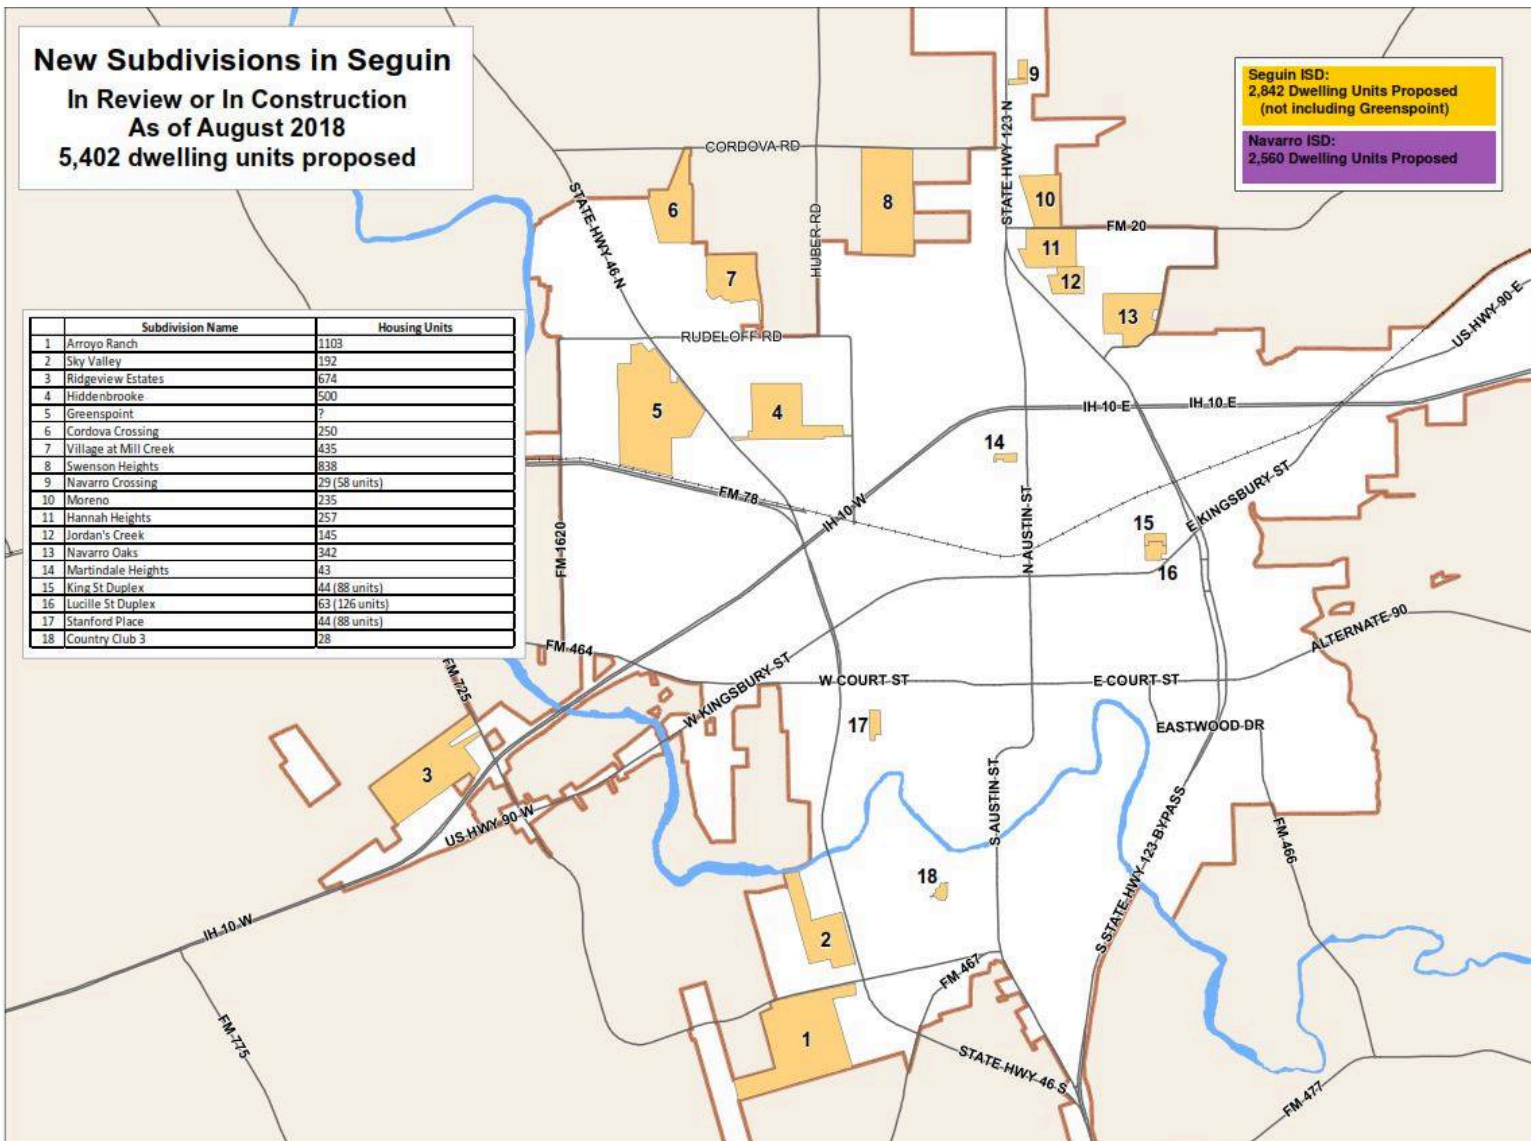 New Subdivisions in Seguin
In Review or In Construction
As of August 2018
5,402 dwelling units proposed
Seguin ISD:
2,842 Dwelling Units Proposed
(not including Greenspoint)
Navarro ISD:
2,560 Dwelling Units Proposed
Subdivision Name Housing Units
1 Arroyo Ranch 1103
2 Sky Valley 192
3 Ridgeview Estates 674
4 Hiddenbrooke 500
5 Greenspoint ?
6 Cordova Crossing 250
7 Village at Mill Creek 435
8 Swenson Heights 838
9 Navarro Crossing 29 (58 units)
10 Moreno 235
11 Hannah Heights 257
12 Jordan's Creek 145
13 Navarro Oaks 342
14 Martindale Heights 43
15 King St Duplex 44 (88 units)
16 Lucille St Duplex 63 (126 units)
17 Stanford Place 44 (88 units)
18 Country Club 3 28
9
CORDOVA RD
STATE HWY 123 N
STATE HWY 46 N
HUBER RD
6
8
10
FM 20
11
7
12
13
RUDELOFF RD
US HWY 90 E
5
4
IH 10 E
IH 10 E
14
FM 78
IH 10 W
N AUSTIN ST
E KINGSBURY ST
15
16
FM 1620
FM 464
ALTERNATE 90
FM 725
W KINGSBURY ST
W COURT ST
E COURT ST
17
EASTWOOD DR
3
US HWY 90 W
S AUSTIN ST
S STATE HWY 123 BYPASS
FM 466
18
IH 10 W
2
FM 467
FM 775
1
STATE HWY 46 S
FM 477